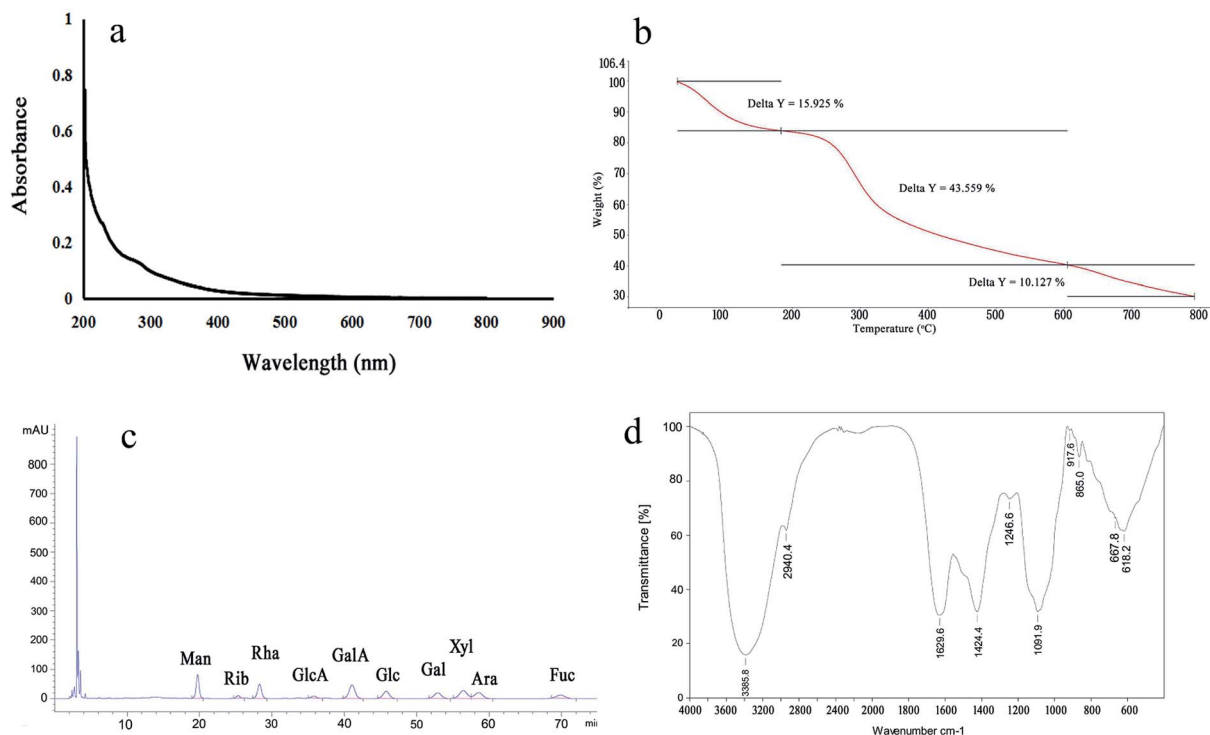 a
Absorbance
1
0.8
0.6
0.4
0.2
0
200 300 400 500 600 700 800 900
Wavelength (nm)
b
Weight (%)
106.4
100
90
80
70
60
50
40
30
Delta Y = 15.925 %
Delta Y = 43.559 %
Delta Y = 10.127 %
0 100 200 300 400 500 600 700 800
Temperature (°C)
c
mAU
800
700
600
500
400
300
200
100
0
Man Rib Rha GlcA GalA Glc Gal Xyl Ara Fuc
10 20 30 40 50 60 70 min
d
Transmittance [%]
100
80
60
40
20
0
3385.8
2940.4
1629.6
1424.4
1246.6
1091.9
917.6
865.0
667.8
618.2
4000 3600 3200 2800 2400 2000 1800 1600 1400 1200 1000 800 600
Wavenumber cm-1